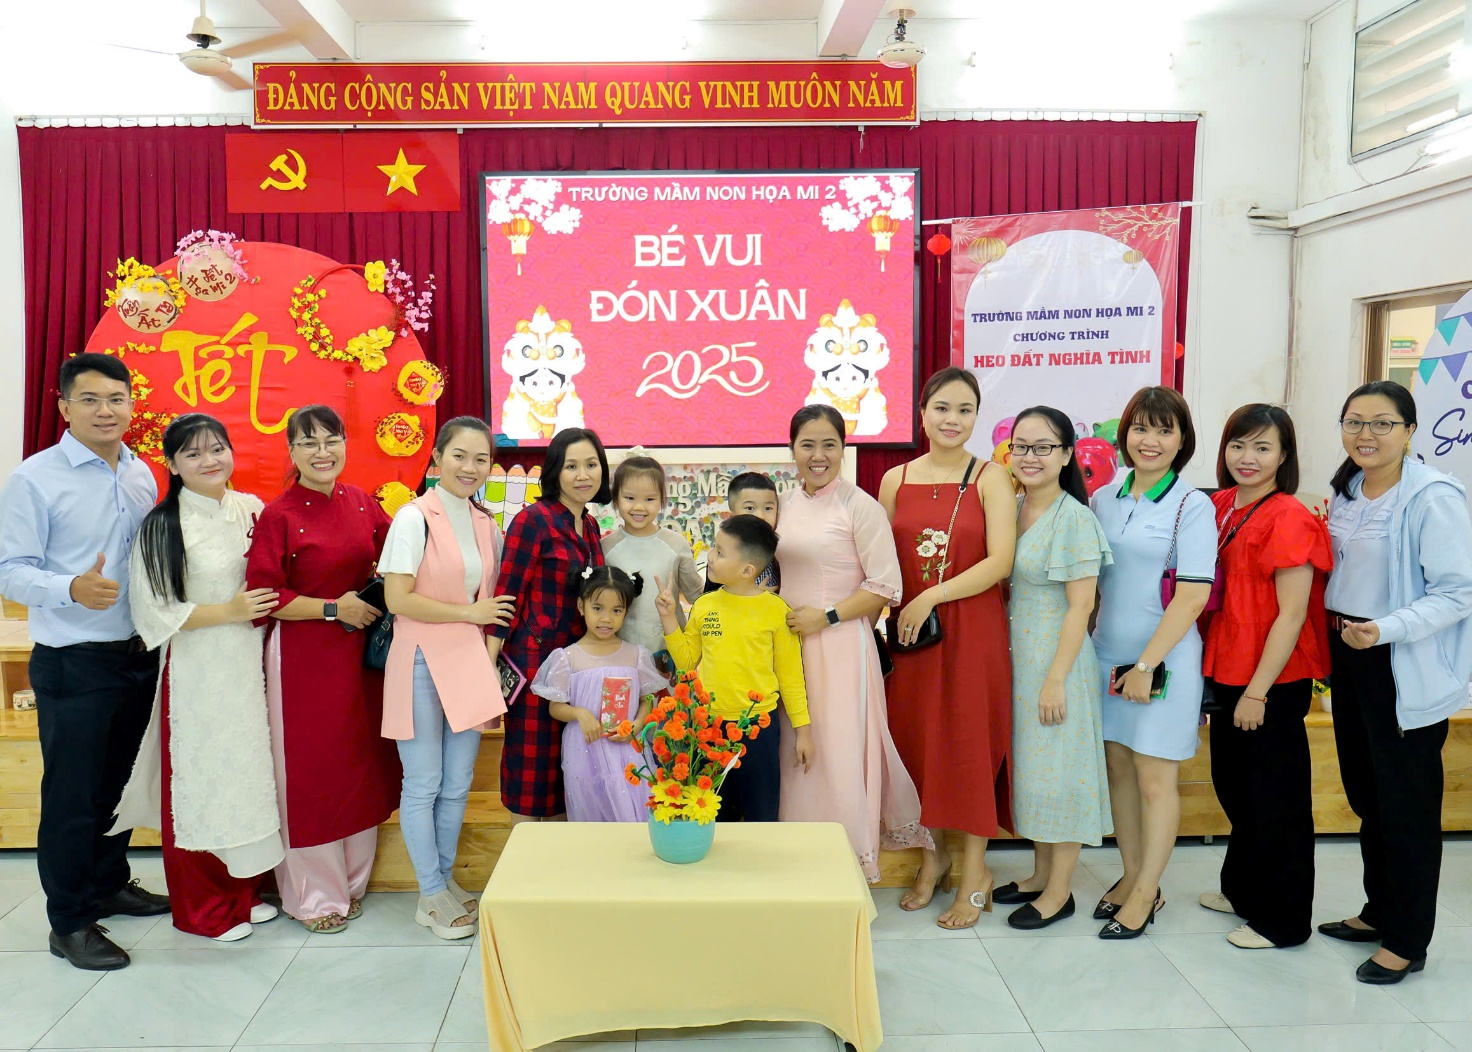 ĐẢNG CỘNG SẢN VIỆT NAM QUANG VINH MUÔN NĂM
TRƯỜNG MẦM NON HỌA MI 2
BÉ VUI
ĐÓN XUÂN
2025
Tết
TRƯỜNG MẦM NON HỌA MI 2
CHƯƠNG TRÌNH
HEO ĐẤT NGHĨA TÌNH